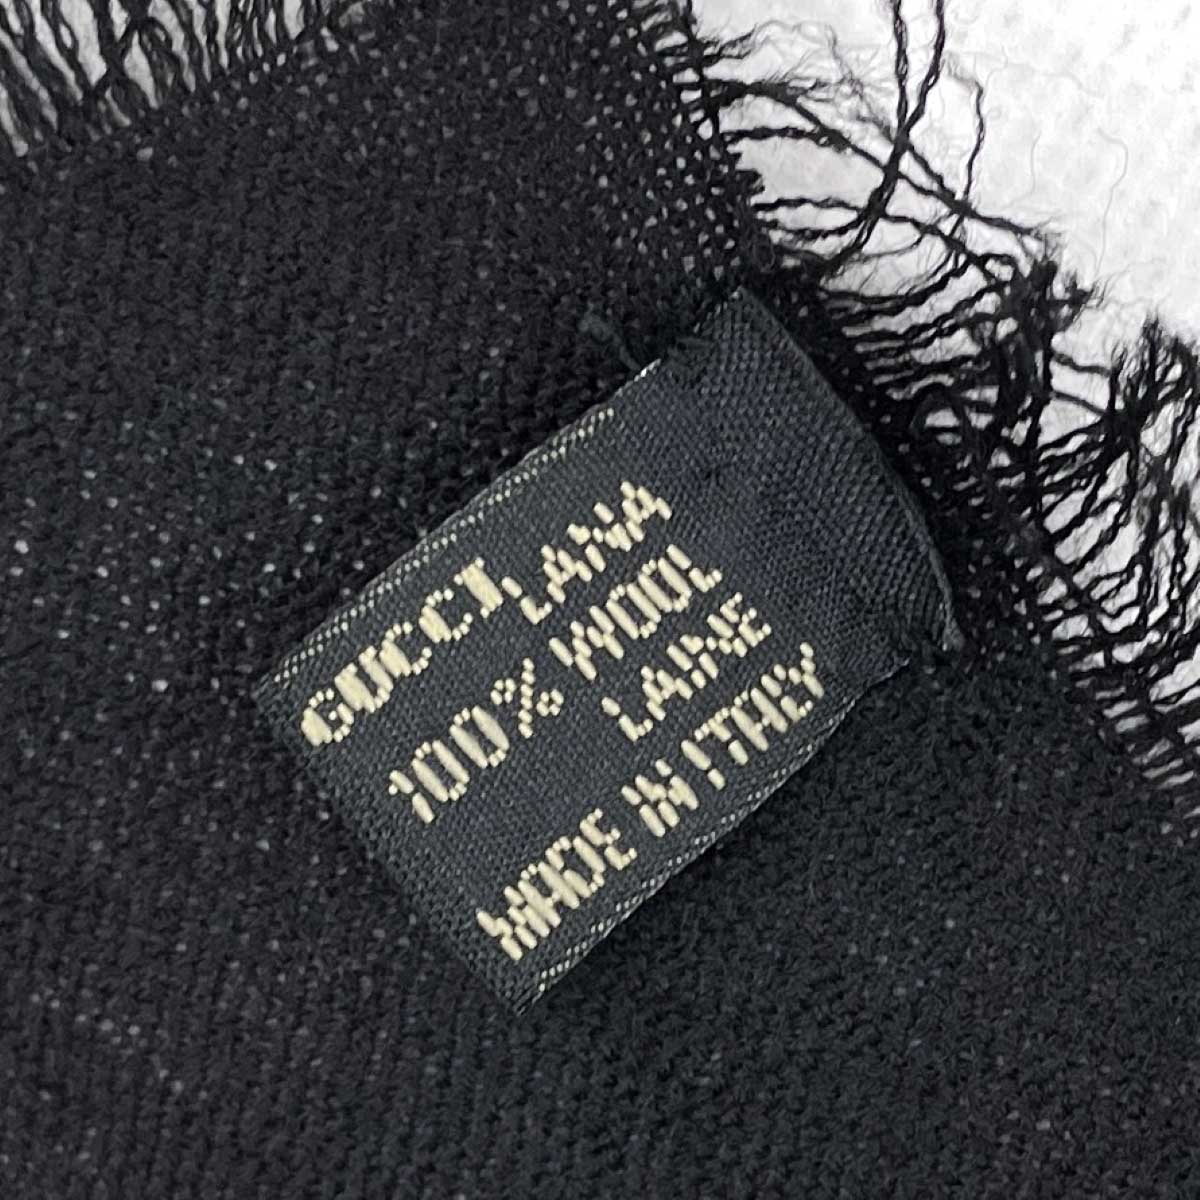 GUCCI LANA
100% WOOL
LAINE
MADE IN ITALY